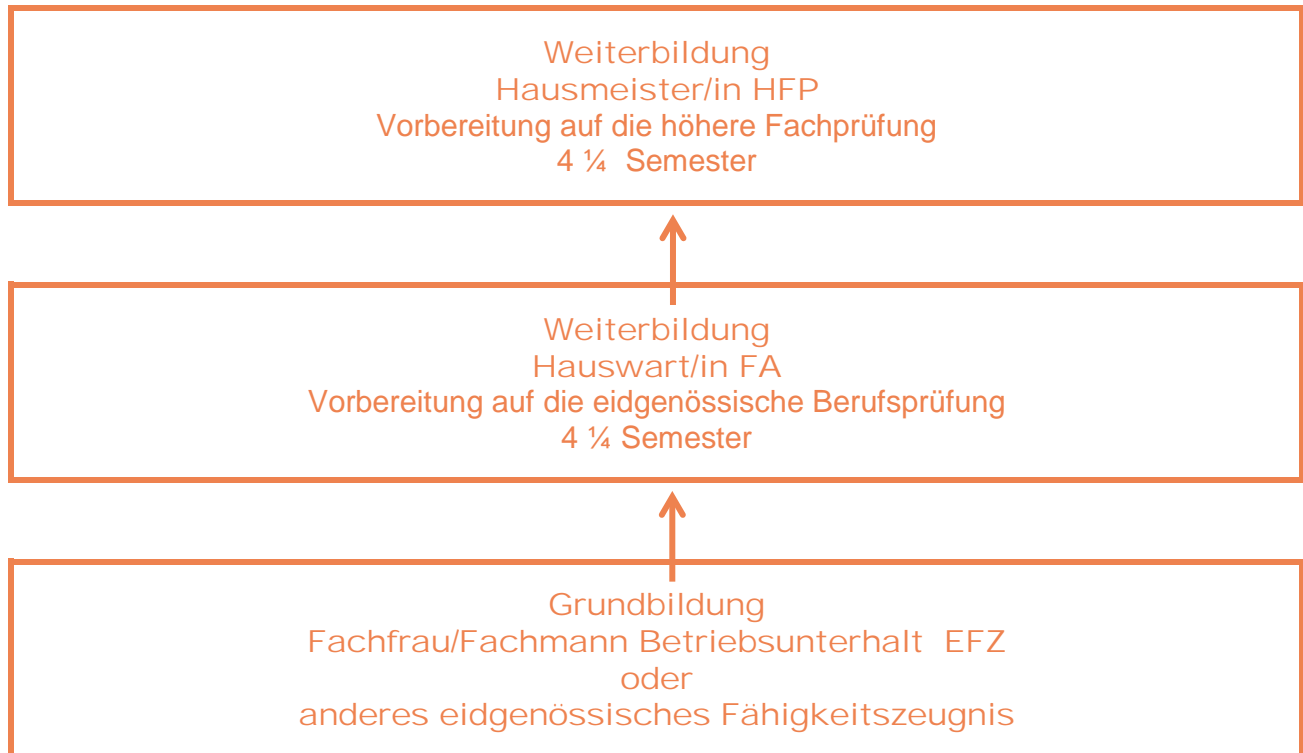 Weiterbildung
Hausmeister/in HFP
Vorbereitung auf die höhere Fachprüfung
4 ¼ Semester
Weiterbildung
Hauswart/in FA
Vorbereitung auf die eidgenössische Berufsprüfung
4 ¼ Semester
Grundbildung
Fachfrau/Fachmann Betriebsunterhalt EFZ
oder
anderes eidgenössisches Fähigkeitszeugnis